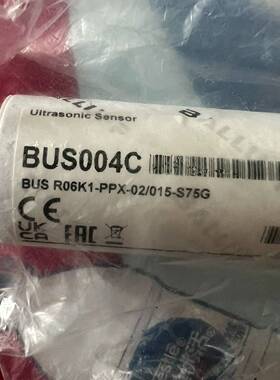 Ultrasonic Sensor
BUS004C
BUS R06K1-PPX-02/015-S75G
CE
UK CA EAC